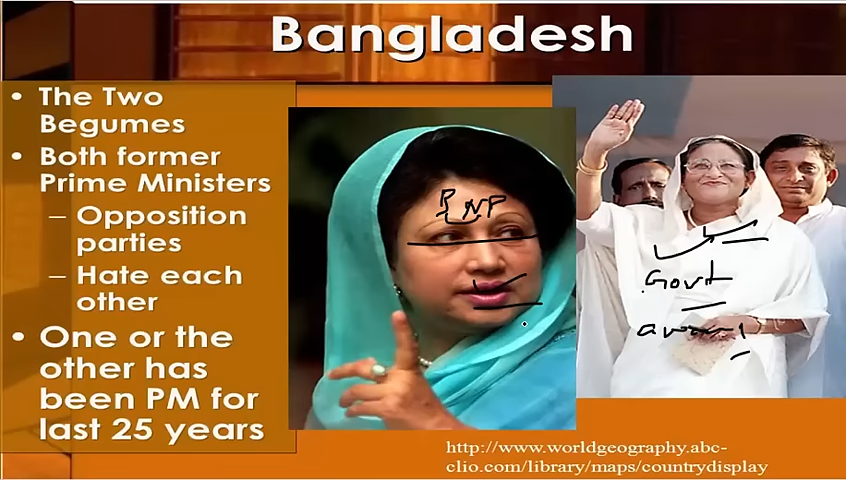 Bangladesh
• The Two
Begumes
• Both former
Prime Ministers
– Opposition
parties
– Hate each
other
• One or the
other has
been PM for
last 25 years
BNP
Govt
http://www.worldgeography.abc-
clio.com/library/maps/countrydisplay